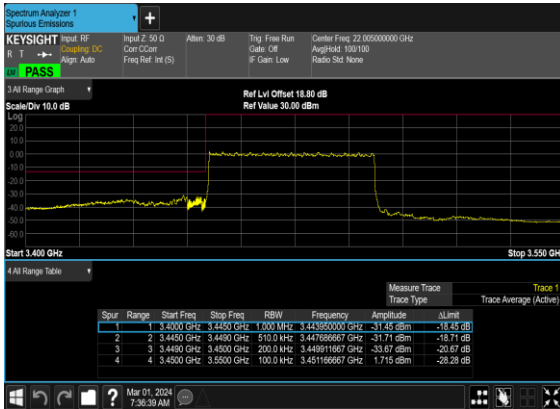 Spectrum Analyzer 1
Spurious Emissions
KEYSIGHT Input: RF Input Z: 50 Ω Atten: 30 dB Trig: Free Run Center Freq: 22.005000000 GHz
R T Coupling: DC Corr CCorr Gate: Off Avg|Hold: 100/100
Align: Auto Freq Ref: Int (S) IF Gain: Low Radio Std: None
PASS
3 All Range Graph
Ref Lvl Offset 18.80 dB
Scale/Div 10.0 dB Ref Value 30.00 dBm
Log
20.0
10.0
0.00
-10.0
-20.0
-30.0
-40.0
-50.0
-60.0
Start 3.400 GHz Stop 3.550 GH
4 All Range Table
Measure Trace Trace 1
Trace Type Trace Average (Active)
Spur Range Start Freq Stop Freq RBW Frequency Amplitude ΔLimit
1 1 3.4000 GHz 3.4450 GHz 1.000 MHz 3.443950000 GHz -31.45 dBm -18.45 dB
2 2 3.4450 GHz 3.4490 GHz 510.0 kHz 3.447686667 GHz -31.71 dBm -18.71 dB
3 3 3.4490 GHz 3.4500 GHz 200.0 kHz 3.449911667 GHz -33.67 dBm -20.67 dB
4 4 3.4500 GHz 3.5500 GHz 100.0 kHz 3.451166667 GHz 1.715 dBm -28.28 dB
Mar 01, 2024
7:36:39 AM